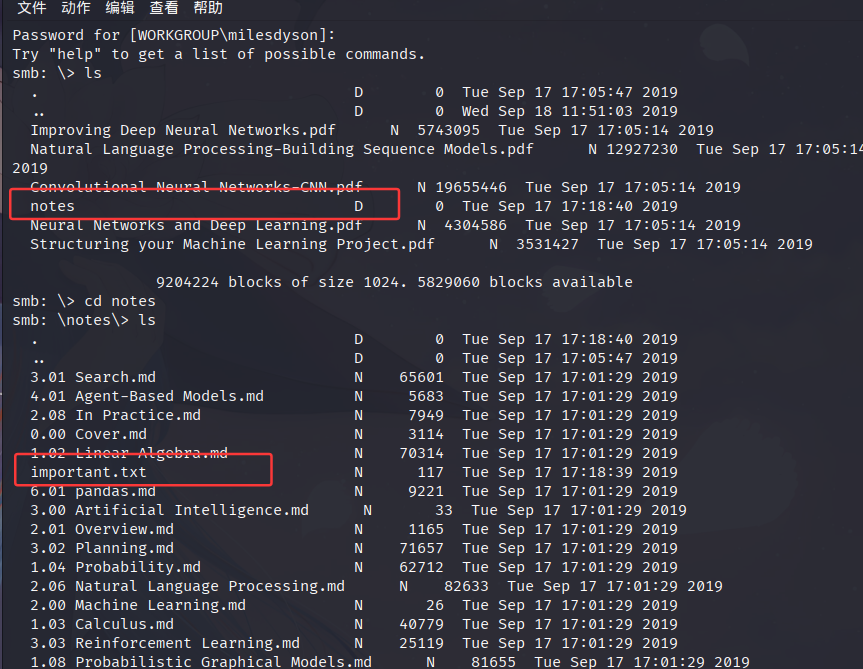 文件 动作 编辑 查看 帮助
Password for [WORKGROUP\milesdyson]:
Try "help" to get a list of possible commands.
smb: \> ls
  .                                   D        0  Tue Sep 17 17:05:47 2019
  ..                                  D        0  Wed Sep 18 11:51:03 2019
  Improving Deep Neural Networks.pdf      N  5743095  Tue Sep 17 17:05:14 2019
  Natural Language Processing-Building Sequence Models.pdf      N 12927230  Tue Sep 17 17:05:14
2019
  Convolutional Neural Networks-CNN.pdf      N 19655446  Tue Sep 17 17:05:14 2019
  notes                               D        0  Tue Sep 17 17:18:40 2019
  Neural Networks and Deep Learning.pdf      N  4304586  Tue Sep 17 17:05:14 2019
  Structuring your Machine Learning Project.pdf      N  3531427  Tue Sep 17 17:05:14 2019
                9204224 blocks of size 1024. 5829060 blocks available
smb: \> cd notes
smb: \notes\> ls
  .                                   D        0  Tue Sep 17 17:18:40 2019
  ..                                  D        0  Tue Sep 17 17:05:47 2019
  3.01 Search.md                      N    65601  Tue Sep 17 17:01:29 2019
  4.01 Agent-Based Models.md          N     5683  Tue Sep 17 17:01:29 2019
  2.08 In Practice.md                 N     7949  Tue Sep 17 17:01:29 2019
  0.00 Cover.md                       N     3114  Tue Sep 17 17:01:29 2019
  1.02 Linear Algebra.md              N    70314  Tue Sep 17 17:01:29 2019
  important.txt                       N      117  Tue Sep 17 17:18:39 2019
  6.01 pandas.md                      N     9221  Tue Sep 17 17:01:29 2019
  3.00 Artificial Intelligence.md      N       33  Tue Sep 17 17:01:29 2019
  2.01 Overview.md                    N     1165  Tue Sep 17 17:01:29 2019
  3.02 Planning.md                    N    71657  Tue Sep 17 17:01:29 2019
  1.04 Probability.md                 N    62712  Tue Sep 17 17:01:29 2019
  2.06 Natural Language Processing.md      N    82633  Tue Sep 17 17:01:29 2019
  2.00 Machine Learning.md            N       26  Tue Sep 17 17:01:29 2019
  1.03 Calculus.md                    N    40779  Tue Sep 17 17:01:29 2019
  3.03 Reinforcement Learning.md      N    25119  Tue Sep 17 17:01:29 2019
  1.08 Probabilistic Graphical Models.md      N    81655  Tue Sep 17 17:01:29 2019